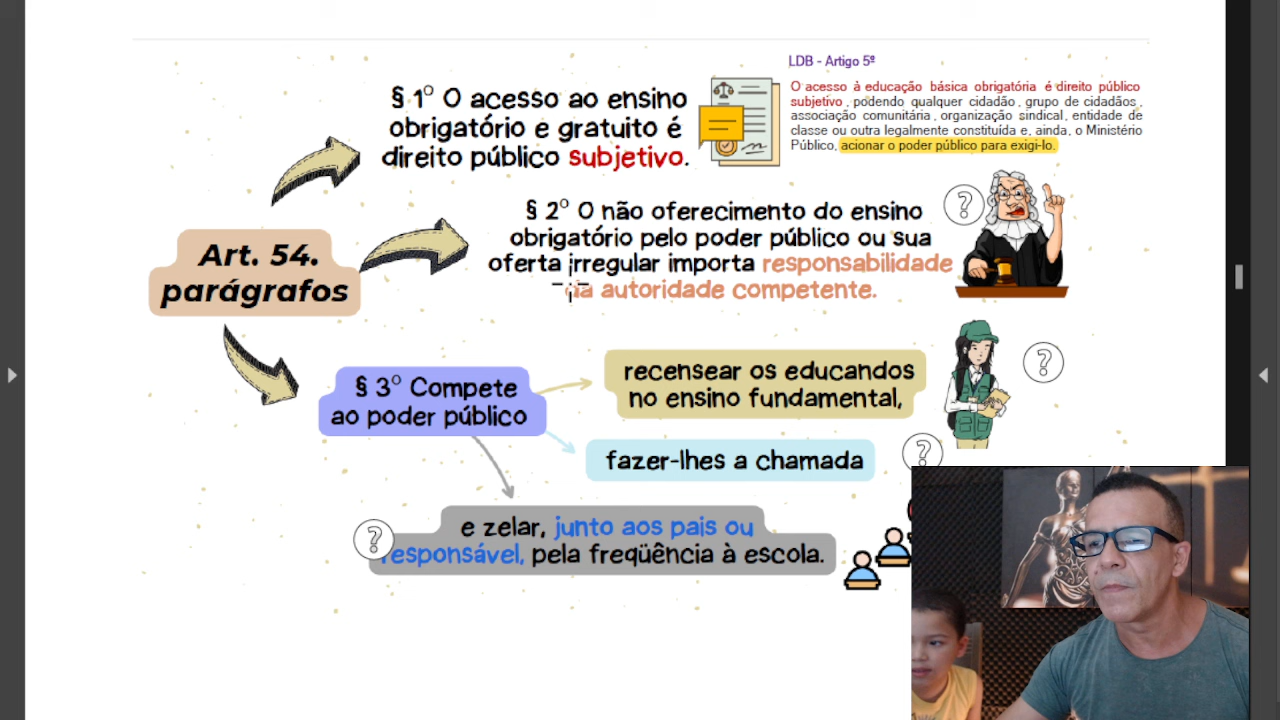 LDB - Artigo 5º
O acesso à educação básica obrigatória é direito público
subjetivo , podendo qualquer cidadão , grupo de cidadãos ,
associação comunitária , organização sindical , entidade de
classe ou outra legalmente constituída e, ainda, o Ministério
Público, acionar o poder público para exigi-lo.
§ 1º O acesso ao ensino
obrigatório e gratuito é
direito público subjetivo.
§ 2º O não oferecimento do ensino
obrigatório pelo poder público ou sua
oferta irregular importa responsabilidade
da autoridade competente.
?
Art. 54.
parágrafos
§ 3º Compete
ao poder público
recensear os educandos
no ensino fundamental,
?
fazer-lhes a chamada
?
e zelar, junto aos pais ou
responsável, pela freqüência à escola.
?